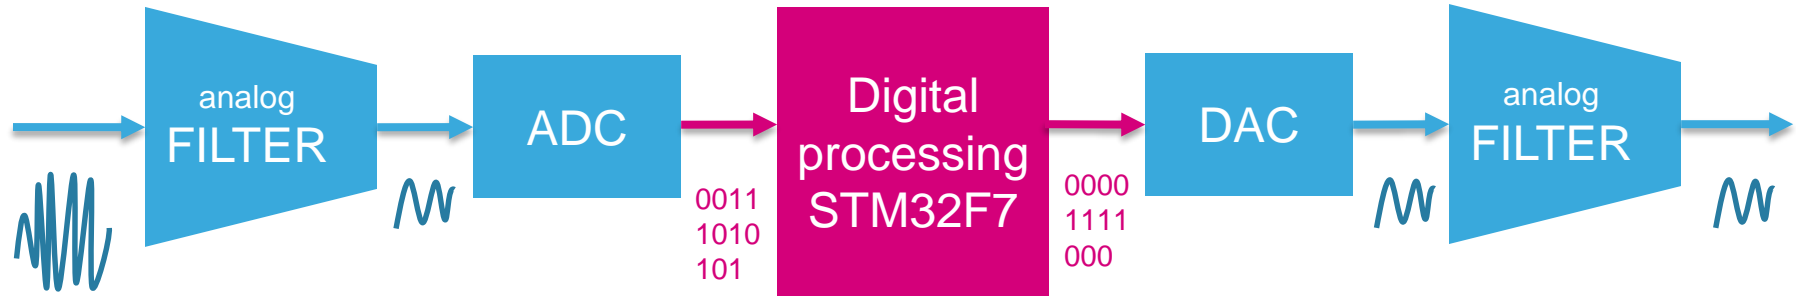 analog
FILTER
ADC
0011
1010
101
Digital
processing
STM32F7
0000
1111
000
DAC
analog
FILTER